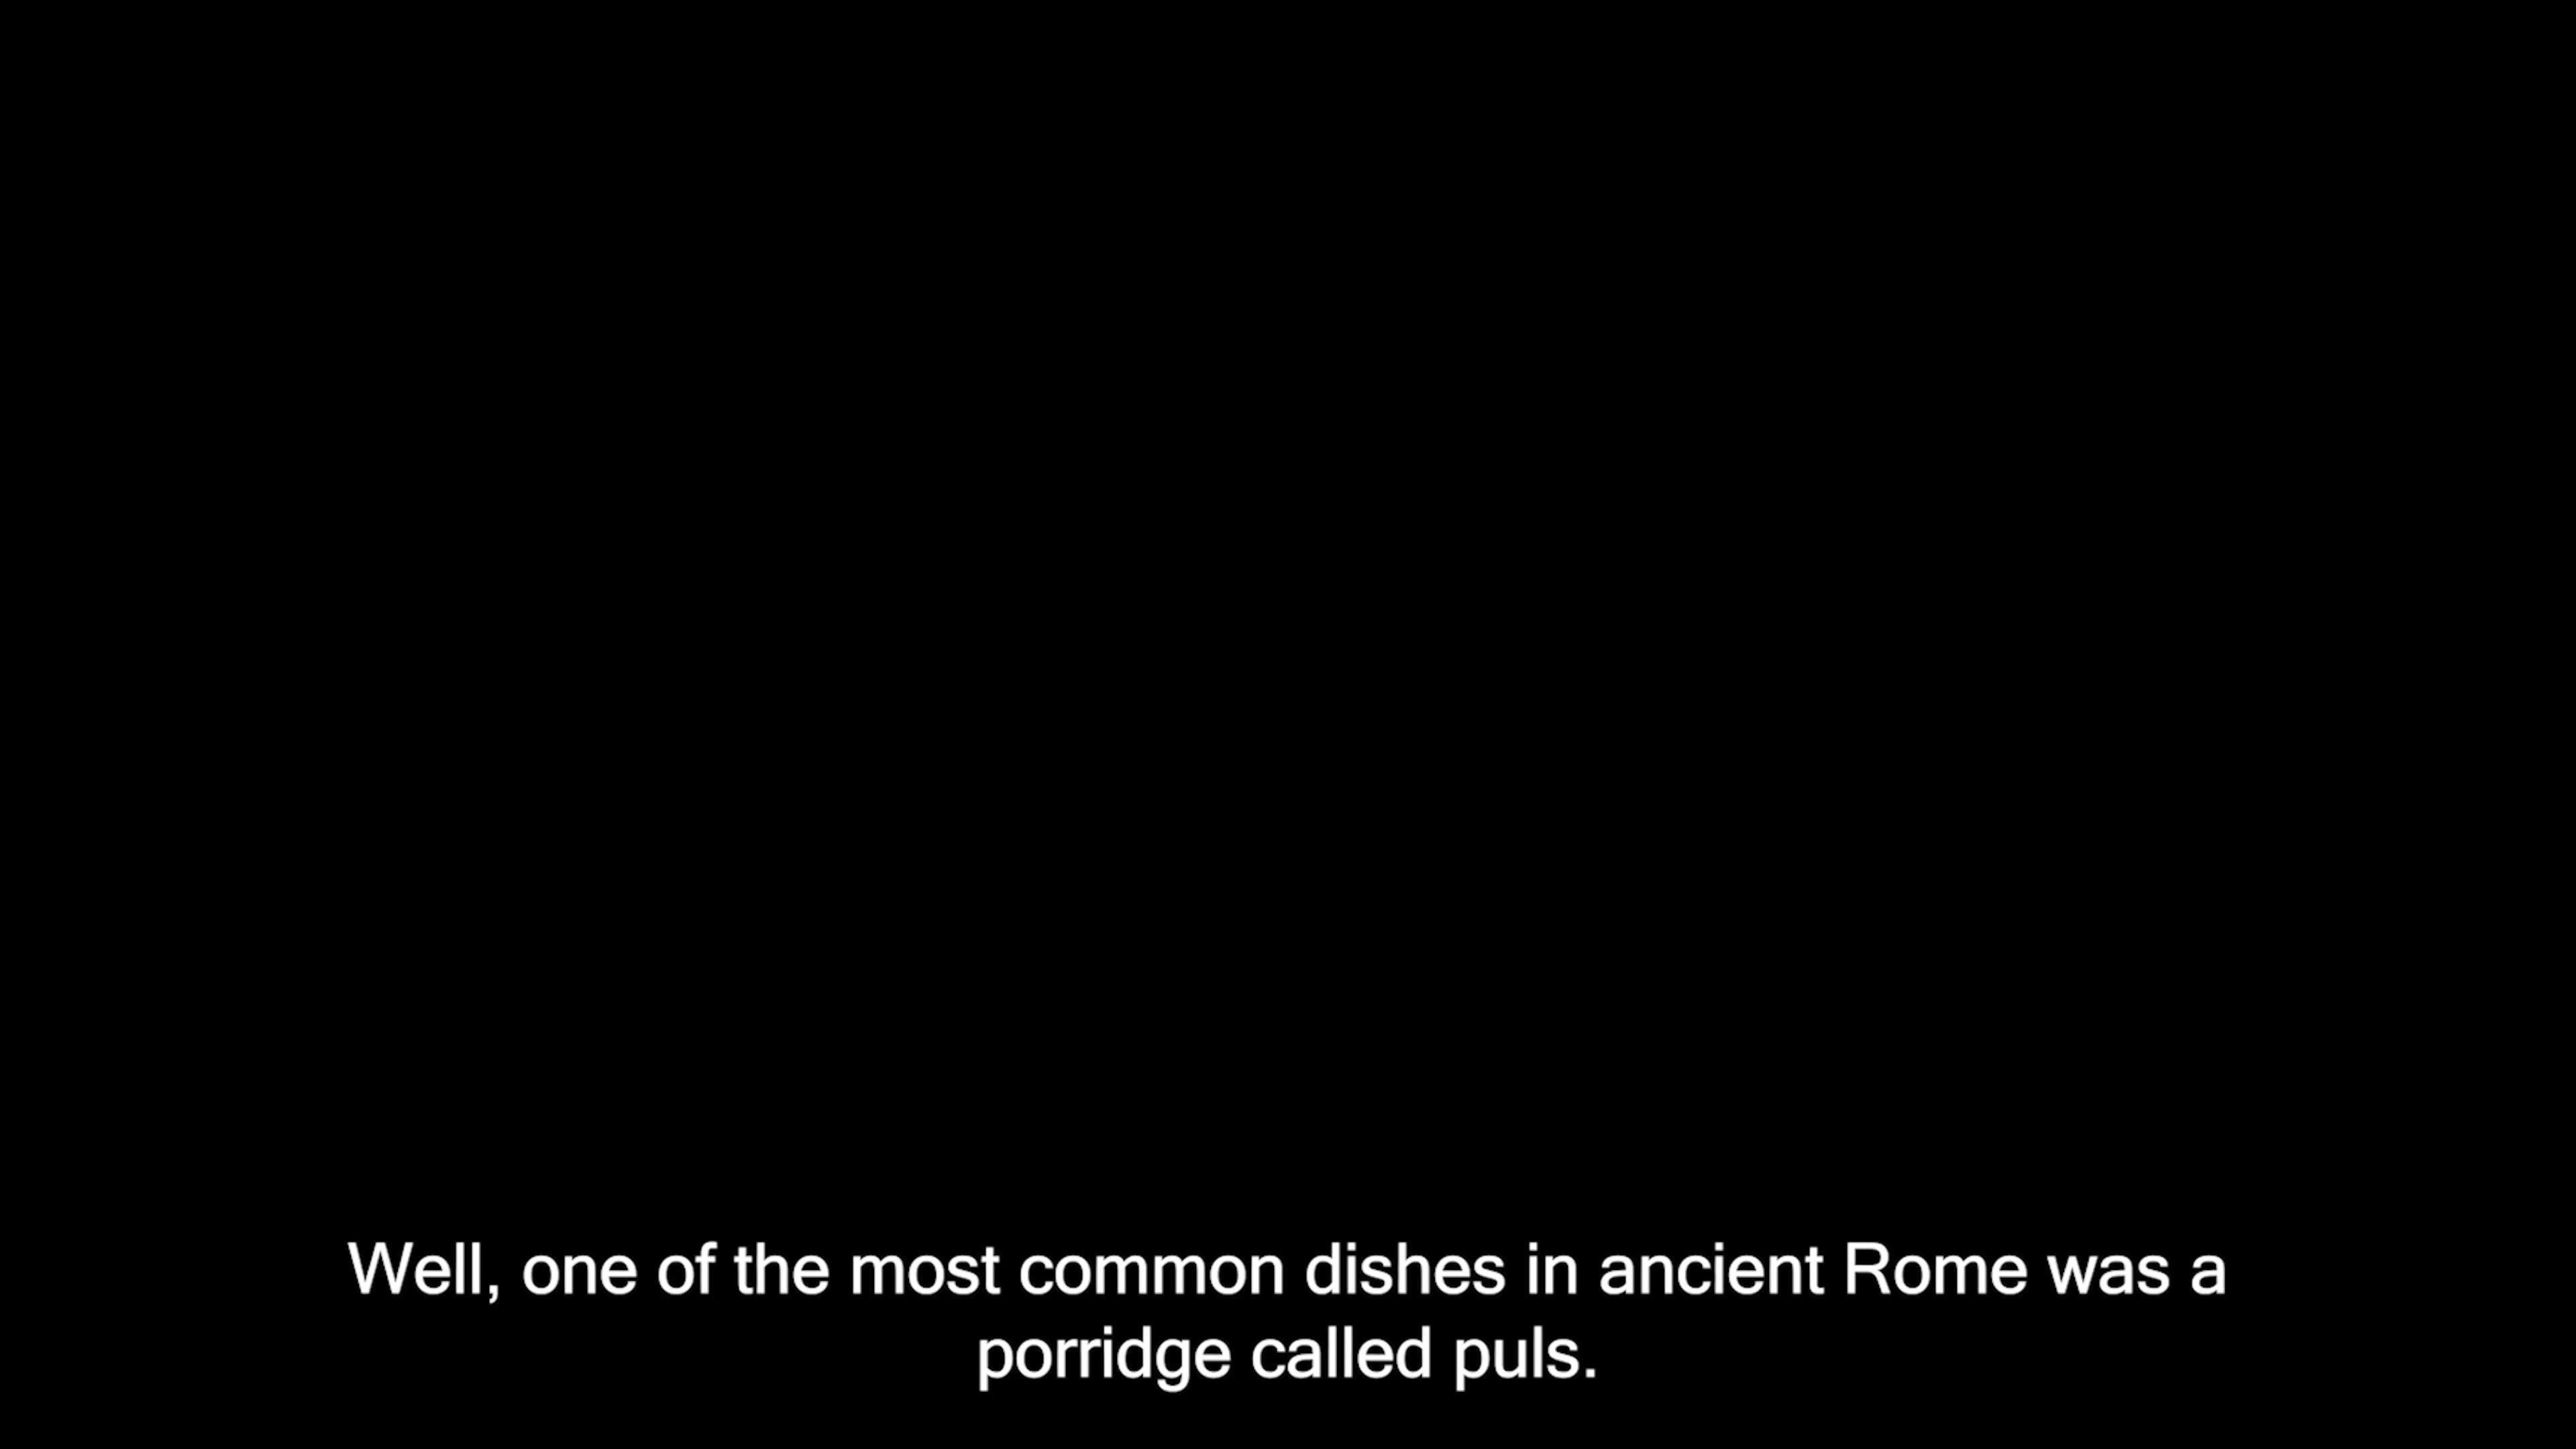 Well, one of the most common dishes in ancient Rome was a
porridge called puls.